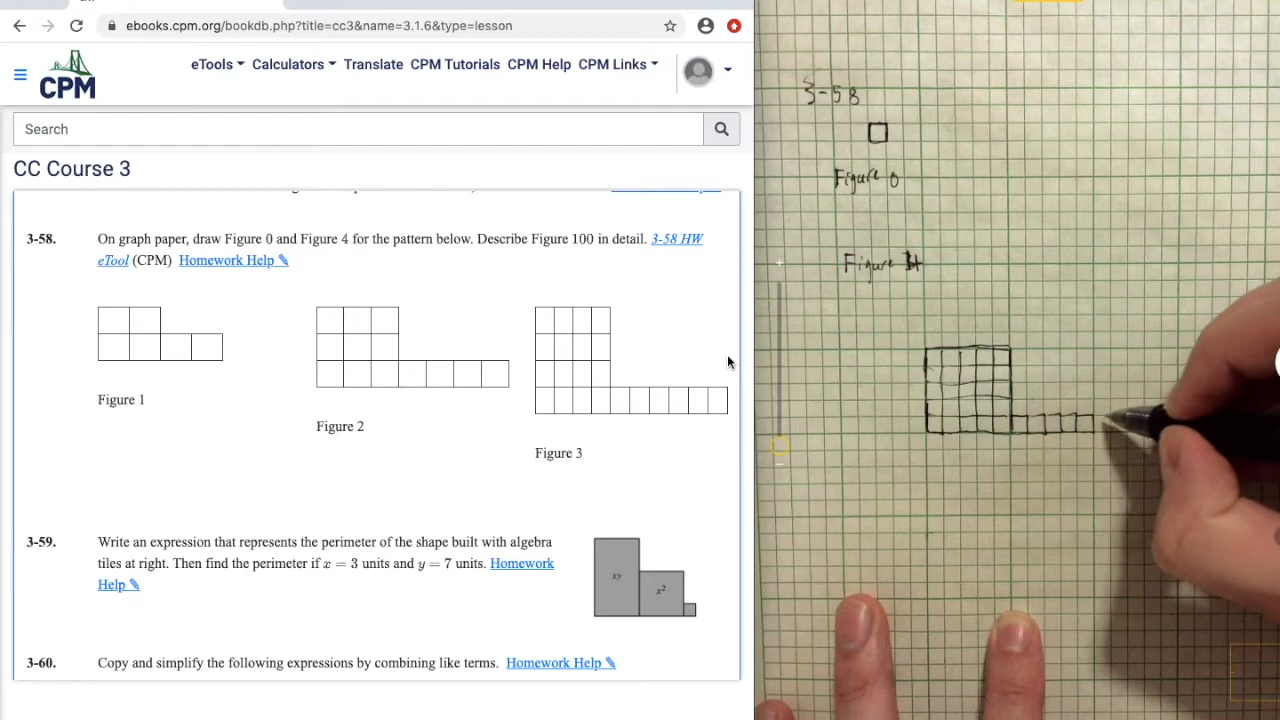 ebooks.cpm.org/bookdb.php?title=cc3&name=3.1.6&type=lesson
CPM
eTools
Calculators
Translate
CPM Tutorials
CPM Help
CPM Links
Search
CC Course 3
3-58.
On graph paper, draw Figure 0 and Figure 4 for the pattern below. Describe Figure 100 in detail. 3-58 HW
eTool (CPM) Homework Help ✎
Figure 1
Figure 2
Figure 3
3-59.
Write an expression that represents the perimeter of the shape built with algebra
tiles at right. Then find the perimeter if x = 3 units and y = 7 units. Homework
Help ✎
xy
x²
3-60.
Copy and simplify the following expressions by combining like terms. Homework Help ✎
3-58
Figure 0
Figure 4